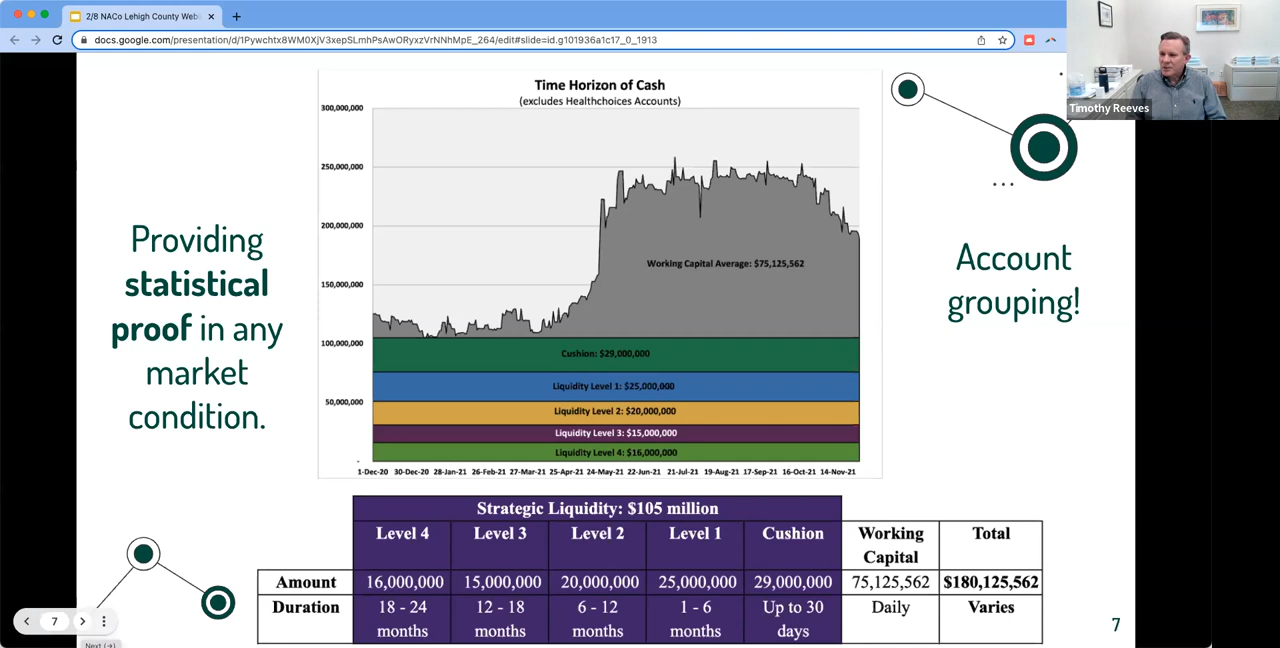 2/8 NACo Lehigh County Web
docs.google.com/presentation/d/1Pywchtx8WM0XjV3xepSLmhPsAwORyxzVrNNhMpE_264/edit#slide=id.g101936a1c17_0_1913
Timothy Reeves
Time Horizon of Cash
(excludes Healthchoices Accounts)
300,000,000
250,000,000
200,000,000
150,000,000
100,000,000
50,000,000
-
Working Capital Average: $75,125,562
Cushion: $29,000,000
Liquidity Level 1: $25,000,000
Liquidity Level 2: $20,000,000
Liquidity Level 3: $15,000,000
Liquidity Level 4: $16,000,000
1-Dec-20 30-Dec-20 28-Jan-21 26-Feb-21 27-Mar-21 25-Apr-21 24-May-21 22-Jun-21 21-Jul-21 19-Aug-21 17-Sep-21 16-Oct-21 14-Nov-21
Providing
statistical
proof in any
market
condition.
Account
grouping!
Strategic Liquidity: $105 million
Level 4 Level 3 Level 2 Level 1 Cushion Working Capital Total
Amount 16,000,000 15,000,000 20,000,000 25,000,000 29,000,000 75,125,562 $180,125,562
Duration 18 - 24 months 12 - 18 months 6 - 12 months 1 - 6 months Up to 30 days Daily Varies
7
Next (→)
7